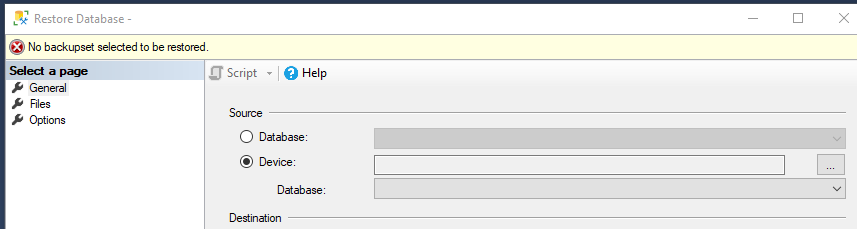 Restore Database -
No backupset selected to be restored.
Select a page
General
Files
Options
Script
Help
Source
Database:
Device:
...
Database:
Destination